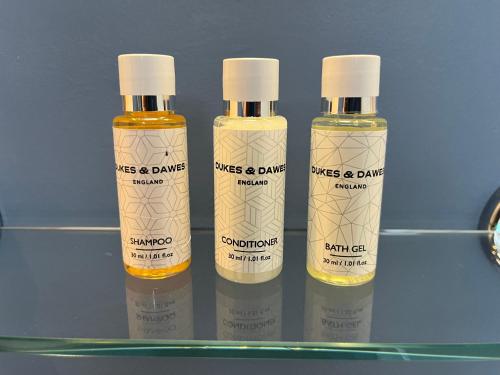 DUKES & DAWES
ENGLAND
SHAMPOO
30 ml / 1.01 fl.oz
DUKES & DAWES
ENGLAND
CONDITIONER
30 ml / 1.01 fl.oz
DUKES & DAWES
ENGLAND
BATH GEL
30 ml / 1.01 fl.oz